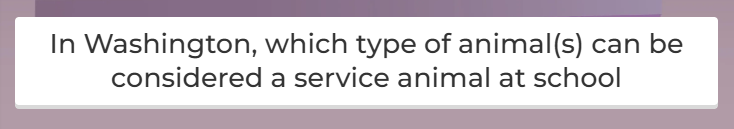 In Washington, which type of animal(s) can be
considered a service animal at school